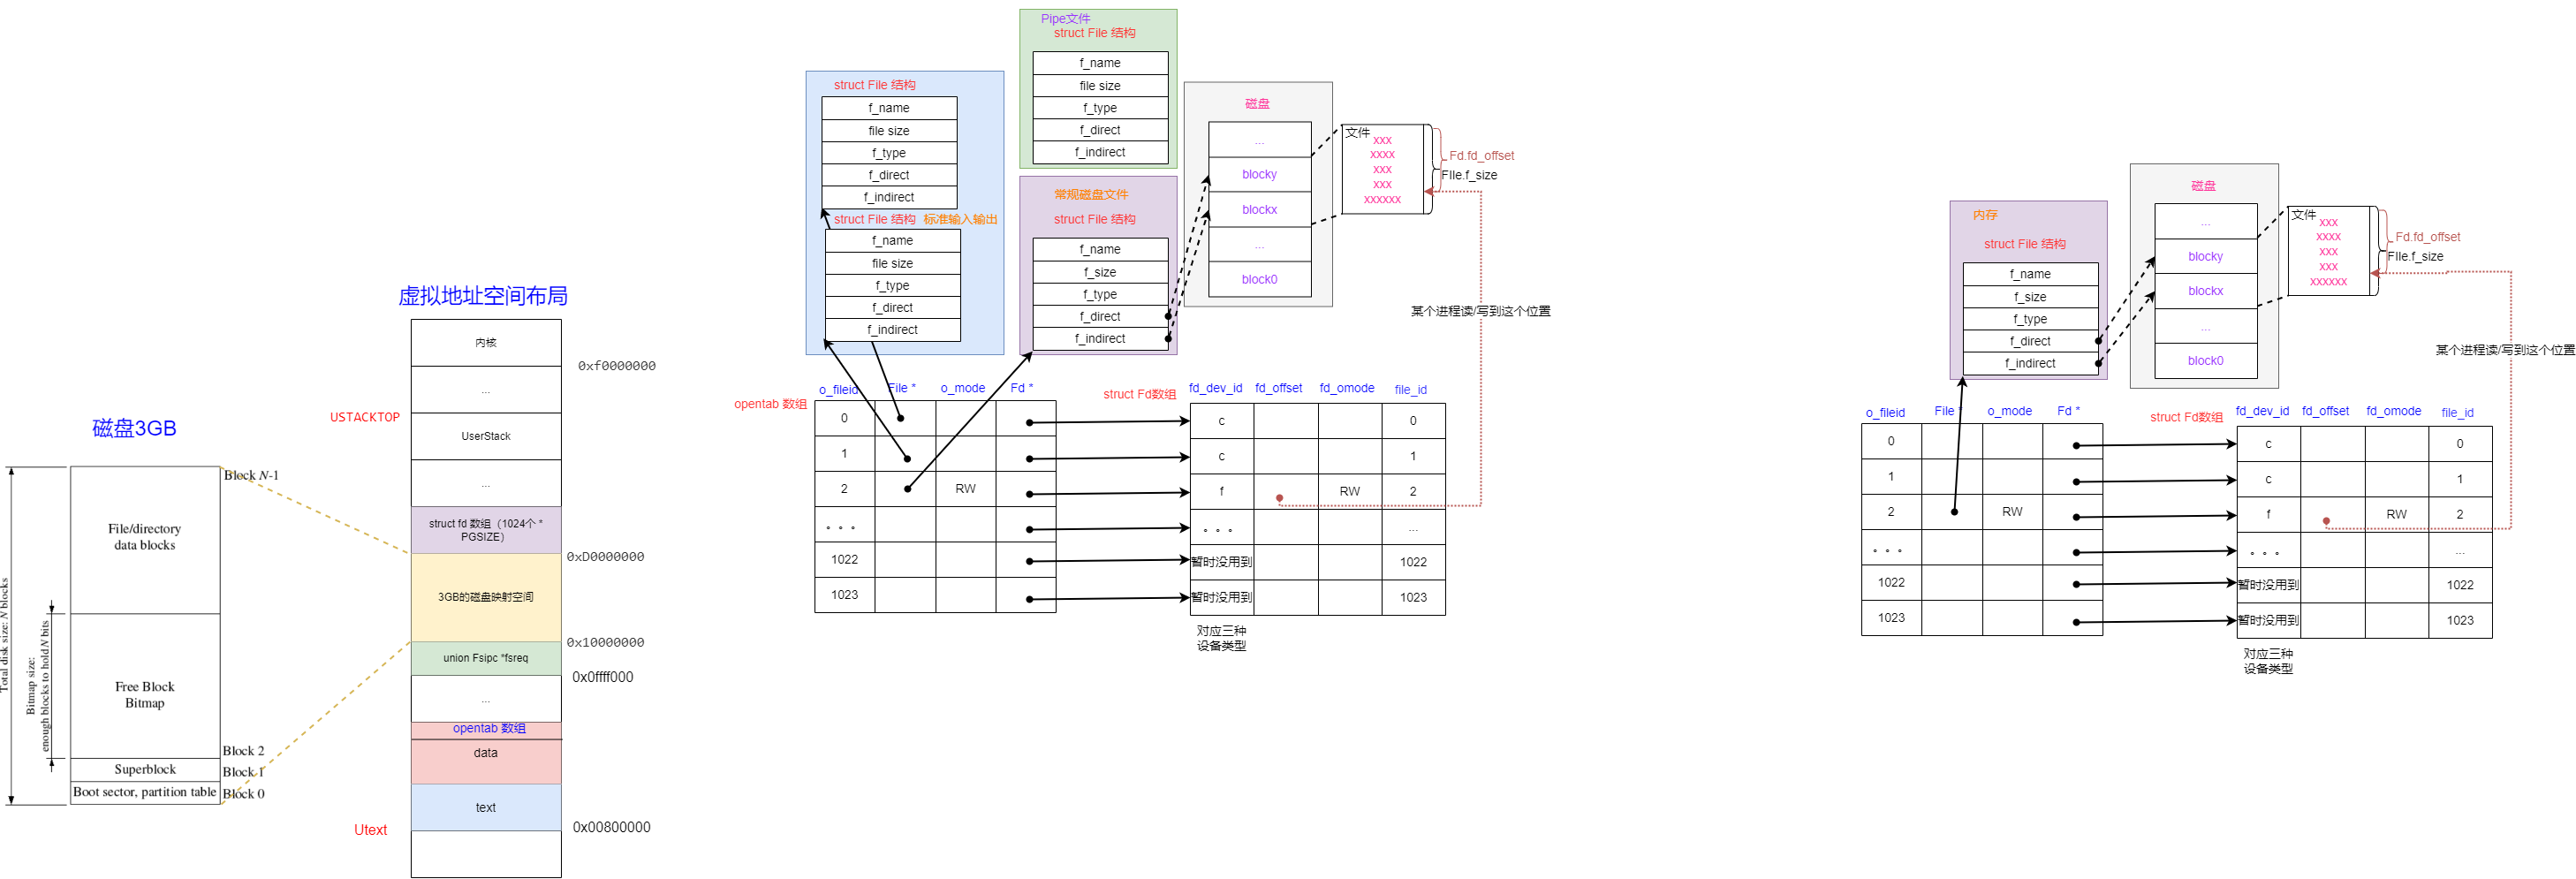 磁盘3GB
Total disk size: N blocks
Bitmap size:
enough blocks to hold N bits
File/directory
data blocks
Free Block
Bitmap
Superblock
Boot sector, partition table
Block N-1
Block 2
Block 1
Block 0
虚拟地址空间布局
内核
0xf0000000
...
USTACKTOP
UserStack
...
struct fd 数组（1024个 *
PGSIZE）
0xD0000000
3GB的磁盘映射空间
0x10000000
union Fsipc *fsreq
0x0ffff000
...
opentab 数组
data
text
Utext
0x00800000
struct File 结构
f_name
file size
f_type
f_direct
f_indirect
struct File 结构 标准输入输出
f_name
file size
f_type
f_direct
f_indirect
Pipe文件
struct File 结构
f_name
file size
f_type
f_direct
f_indirect
常规磁盘文件
struct File 结构
f_name
f_size
f_type
f_direct
f_indirect
磁盘
...
blocky
blockx
...
block0
文件
xxx
xxxx
xxx
xxx
xxxxxx
Fd.fd_offset
FIle.f_size
某个进程读/写到这个位置
opentab 数组
o_fileid File * o_mode Fd *
0
1
2 RW
。。。
1022
1023
struct Fd数组
fd_dev_id fd_offset fd_omode file_id
c 0
c 1
f RW 2
。。。 ...
暂时没用到 1022
暂时没用到 1023
对应三种
设备类型
内存
struct File 结构
f_name
f_size
f_type
f_direct
f_indirect
磁盘
...
blocky
blockx
...
block0
文件
xxx
xxxx
xxx
xxx
xxxxxx
Fd.fd_offset
FIle.f_size
某个进程读/写到这个位置
o_fileid File * o_mode Fd *
0
1
2 RW
。。。
1022
1023
struct Fd数组
fd_dev_id fd_offset fd_omode file_id
c 0
c 1
f RW 2
。。。 ...
暂时没用到 1022
暂时没用到 1023
对应三种
设备类型